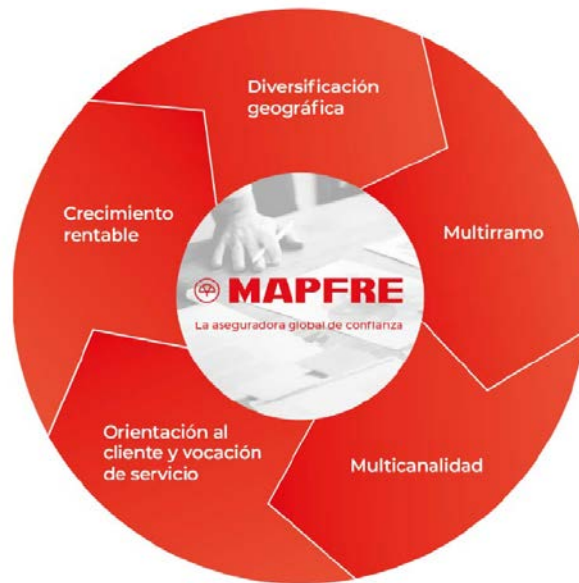 Diversificación
geográfica
Multirramo
Multicanalidad
Orientación al
cliente y vocación
de servicio
Crecimiento
rentable
MAPFRE
La aseguradora global de confianza